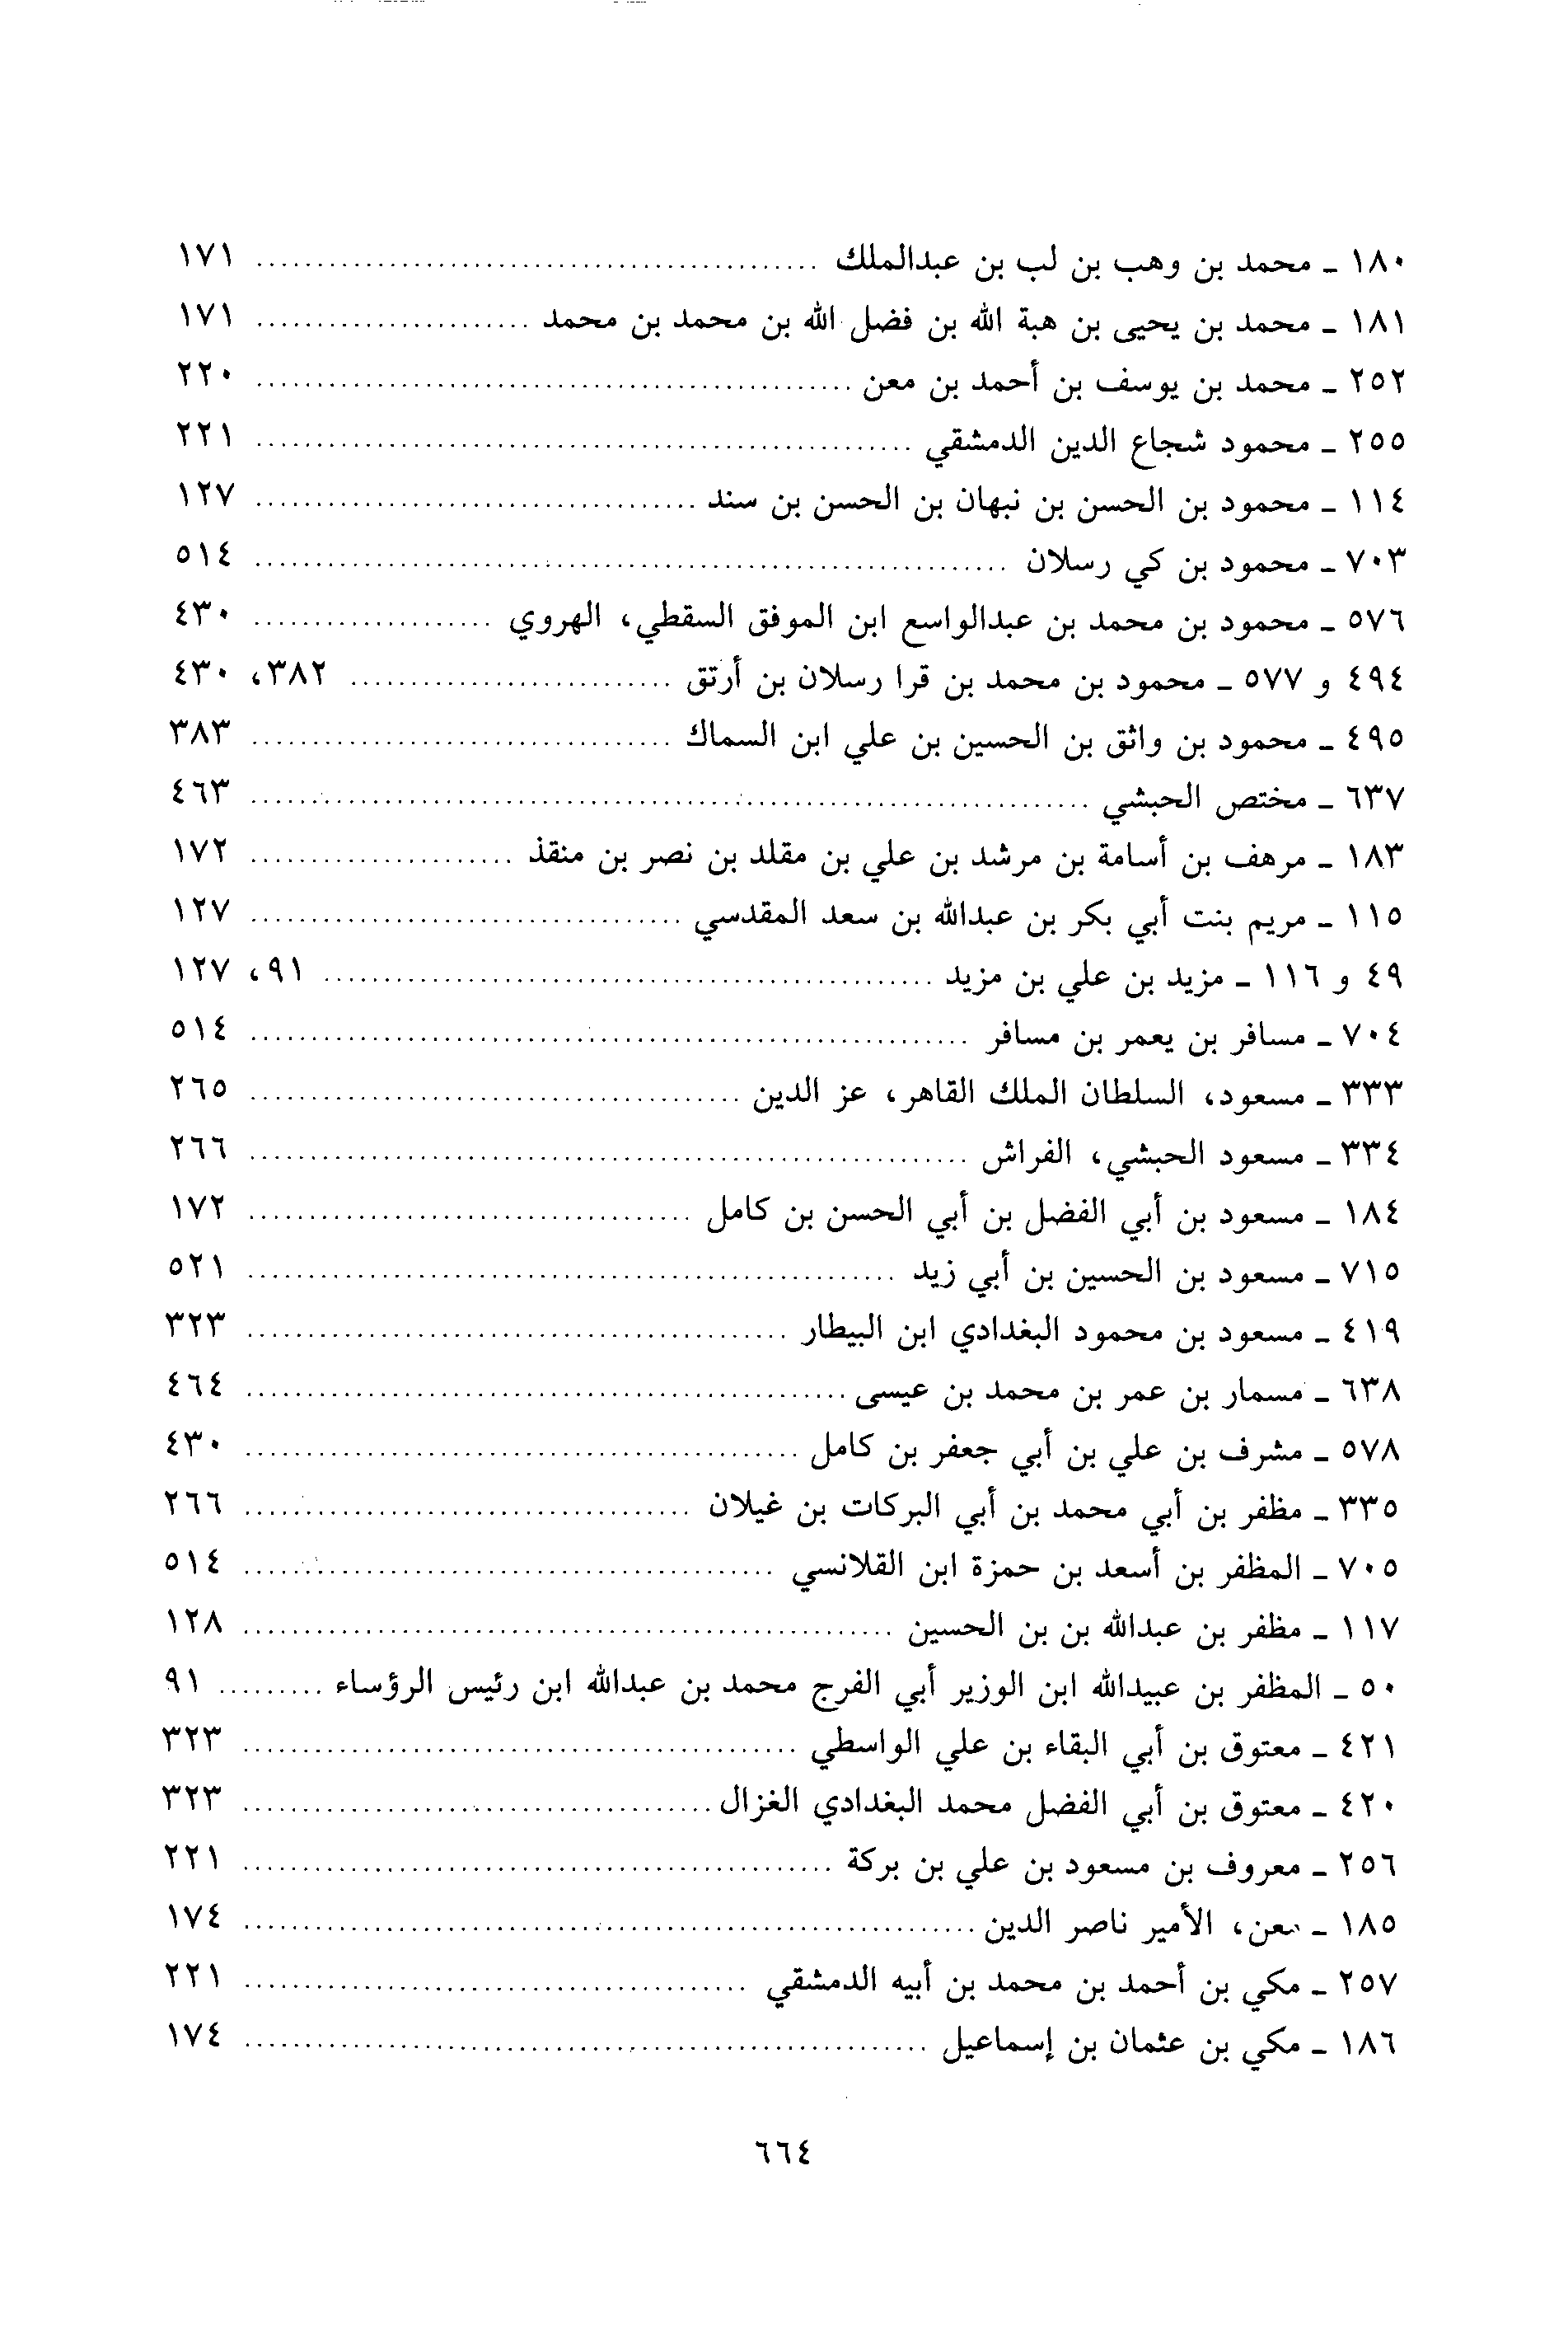 ١٨٠ ـ محمد بن وهب بن لب بن عبدالملك ........ ١٧١
١٨١ ـ محمد بن يحيى بن هبة الله بن فضل الله بن محمد بن محمد ........ ١٧١
٢٥٢ ـ محمد بن يوسف بن أحمد بن معن ........ ٢٢٠
٢٥٥ ـ محمود شجاع الدين الدمشقي ........ ٢٢١
١١٤ ـ محمود بن الحسن بن نبهان بن الحسن بن سند ........ ١٢٧
٧٠٣ ـ محمود بن كي رسلان ........ ٥١٤
٥٧٦ ـ محمود بن محمد بن عبدالواسع ابن الموفق السقطي، الهروي ........ ٤٣٠
٤٩٤ و ٥٧٧ ـ محمود بن محمد بن قرا رسلان بن أرتق ........ ٣٨٢، ٤٣٠
٤٩٥ ـ محمود بن واثق بن الحسين بن علي ابن السماك ........ ٣٨٣
٦٣٧ ـ مختص الحبشي ........ ٤٦٣
١٨٣ ـ مرهف بن أسامة بن مرشد بن علي بن مقلد بن نصر بن منقذ ........ ١٧٢
١١٥ ـ مريم بنت أبي بكر بن عبدالله بن سعد المقدسي ........ ١٢٧
٤٩ و ١١٦ ـ مزيد بن علي بن مزيد ........ ٩١، ١٢٧
٧٠٤ ـ مسافر بن يعمر بن مسافر ........ ٥١٤
٣٣٣ ـ مسعود، السلطان الملك القاهر، عز الدين ........ ٢٦٥
٣٣٤ ـ مسعود الحبشي، الفراش ........ ٢٦٦
١٨٤ ـ مسعود بن أبي الفضل بن أبي الحسن بن كامل ........ ١٧٢
٧١٥ ـ مسعود بن الحسين بن أبي زيد ........ ٥٢١
٤١٩ ـ مسعود بن محمود البغدادي ابن البيطار ........ ٣٢٣
٦٣٨ ـ مسمار بن عمر بن محمد بن عيسى ........ ٤٦٤
٥٧٨ ـ مشرف بن علي بن أبي جعفر بن كامل ........ ٤٣٠
٣٣٥ ـ مظفر بن أبي محمد بن أبي البركات بن غيلان ........ ٢٦٦
٧٠٥ ـ المظفر بن أسعد بن حمزة ابن القلانسي ........ ٥١٤
١١٧ ـ مظفر بن عبدالله بن بن الحسين ........ ١٢٨
٥٠ ـ المظفر بن عبيدالله ابن الوزير أبي الفرج محمد بن عبدالله ابن رئيس الرؤساء ........ ٩١
٤٢١ ـ معتوق بن أبي البقاء بن علي الواسطي ........ ٣٢٣
٤٢٠ ـ معتوق بن أبي الفضل محمد البغدادي الغزال ........ ٣٢٣
٢٥٦ ـ معروف بن مسعود بن علي بن بركة ........ ٢٢١
١٨٥ ـ معن، الأمير ناصر الدين ........ ١٧٤
٢٥٧ ـ مكي بن أحمد بن محمد بن أبيه الدمشقي ........ ٢٢١
١٨٦ ـ مكي بن عثمان بن إسماعيل ........ ١٧٤
٦٦٤